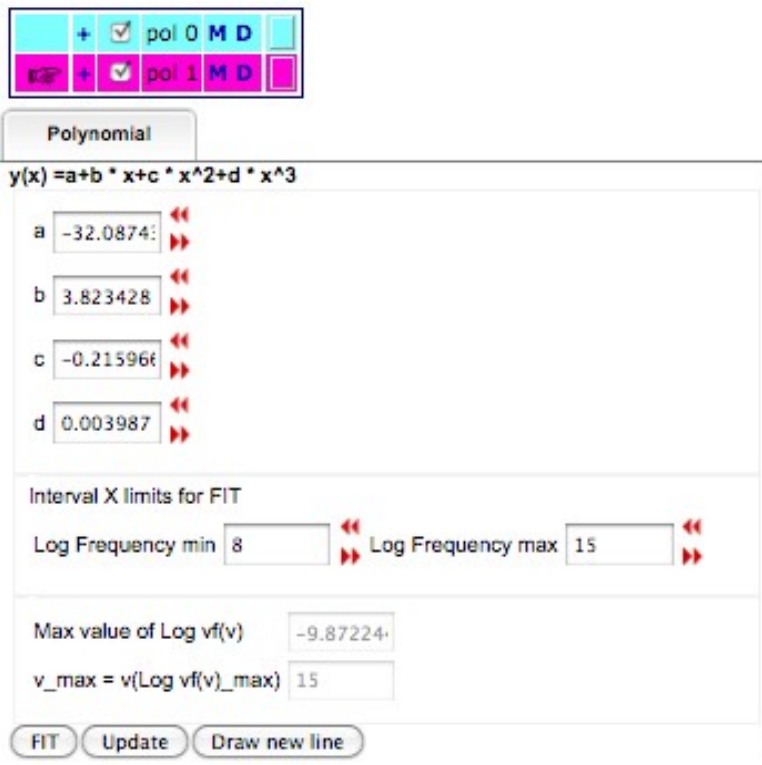 + pol 0 M D
+ pol 1 M D
Polynomial
y(x) =a+b * x+c * x^2+d * x^3
a -32.0874
b 3.823428
c -0.215966
d 0.003987
Interval X limits for FIT
Log Frequency min 8 Log Frequency max 15
Max value of Log vf(v) -9.87224
v_max = v(Log vf(v)_max) 15
FIT Update Draw new line